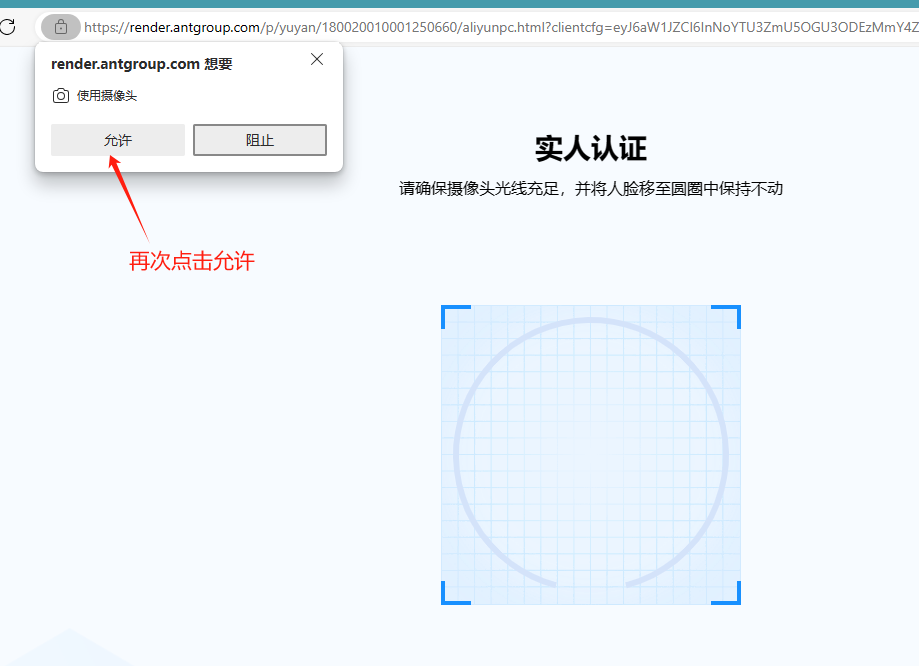 https://render.antgroup.com/p/yuyan/180020010001250660/aliyunpc.html?clientcfg=eyJ6aW1JZCI6InNoYTU3ZmU5OGU3ODEzMmY4Z
render.antgroup.com 想要
使用摄像头
允许
阻止
实人认证
请确保摄像头光线充足，并将人脸移至圆圈中保持不动
再次点击允许